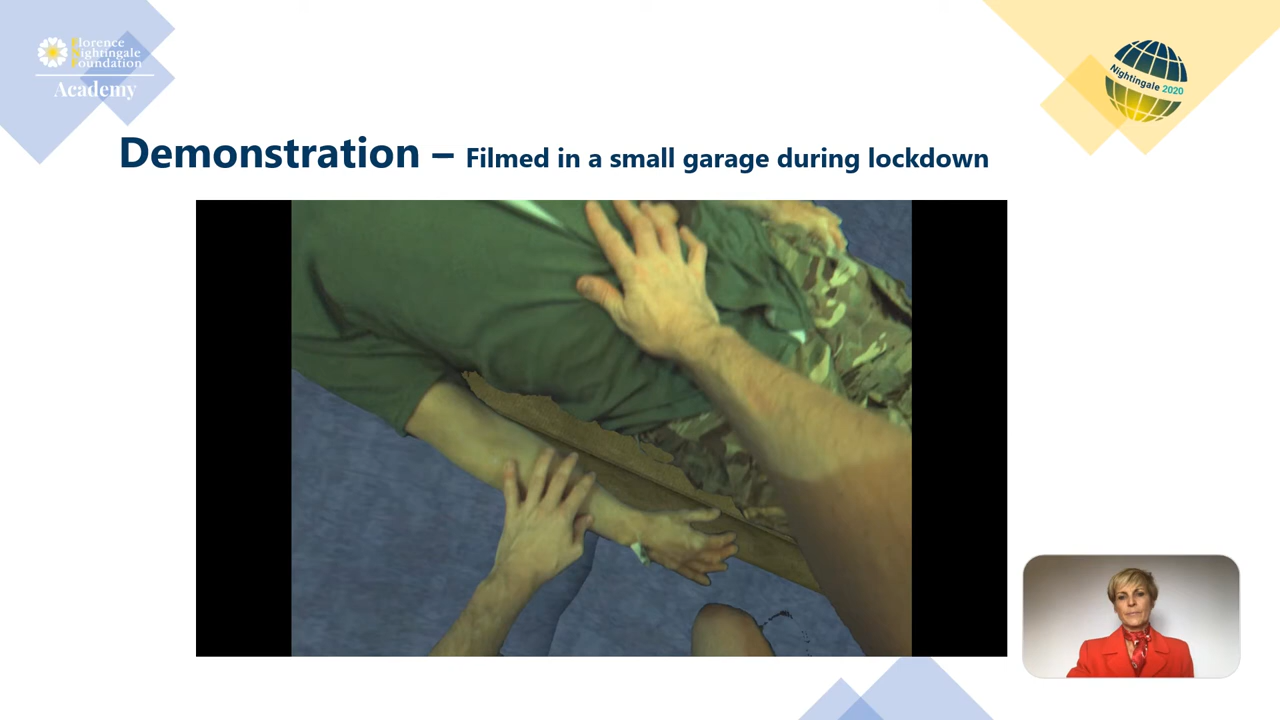 Florence
Nightingale
Foundation
Academy
Nightingale 2020
Demonstration – Filmed in a small garage during lockdown